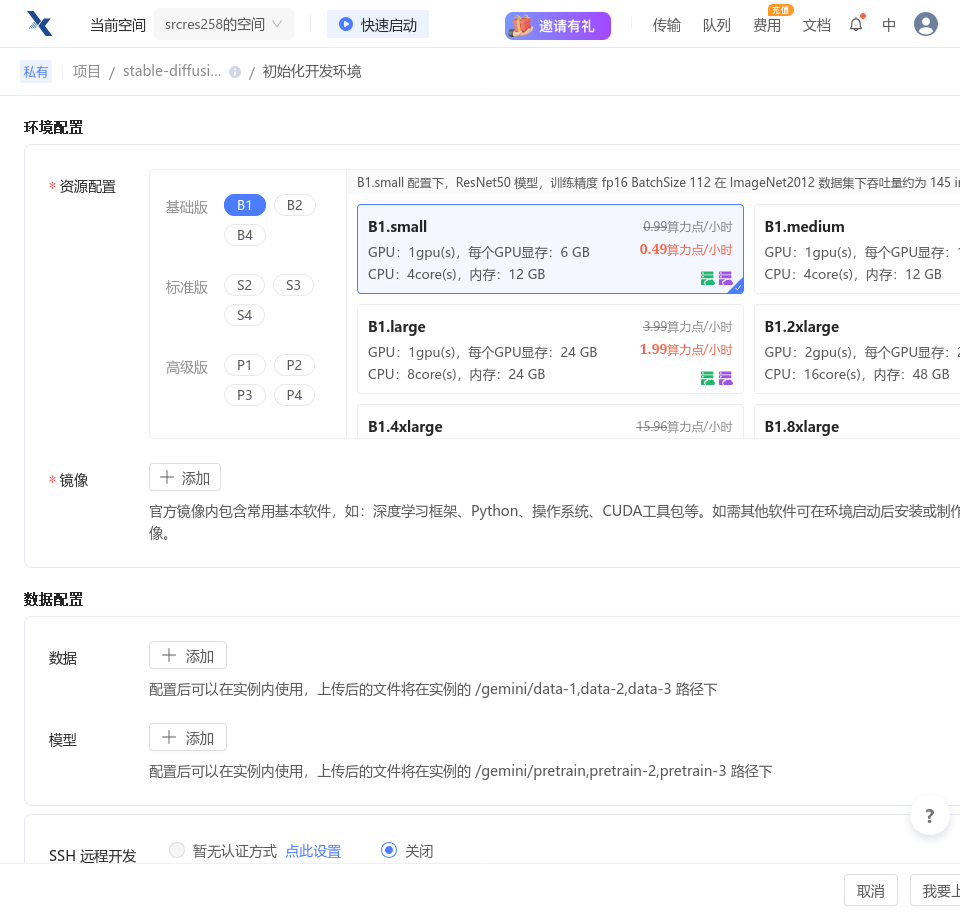 当前空间 srcres258的空间 快速启动 邀请有礼 传输 队列 费用 充值 文档 中
私有 项目 / stable-diffusi... / 初始化开发环境
环境配置
* 资源配置
基础版 B1 B2
B4
标准版 S2 S3
S4
高级版 P1 P2
P3 P4
B1.small 配置下，ResNet50 模型，训练精度 fp16 BatchSize 112 在 ImageNet2012 数据集下吞吐量约为 145
B1.small 0.99算力点/小时
GPU：1gpu(s)，每个GPU显存：6 GB 0.49算力点/小时
CPU：4core(s)，内存：12 GB
B1.medium
GPU：1gpu(s)，每个GPU显存：
CPU：4core(s)，内存：12 GB
B1.large 3.99算力点/小时
GPU：1gpu(s)，每个GPU显存：24 GB 1.99算力点/小时
CPU：8core(s)，内存：24 GB
B1.2xlarge
GPU：2gpu(s)，每个GPU显存：
CPU：16core(s)，内存：48 GB
B1.4xlarge 15.96算力点/小时
B1.8xlarge
* 镜像
添加
官方镜像内包含常用基本软件，如：深度学习框架、Python、操作系统、CUDA工具包等。如需其他软件可在环境启动后安装或制作
像。
数据配置
数据
添加
配置后可以在实例内使用，上传后的文件将在实例的 /gemini/data-1,data-2,data-3 路径下
模型
添加
配置后可以在实例内使用，上传后的文件将在实例的 /gemini/pretrain,pretrain-2,pretrain-3 路径下
?
SSH 远程开发 暂无认证方式 点此设置 关闭
取消 我要上